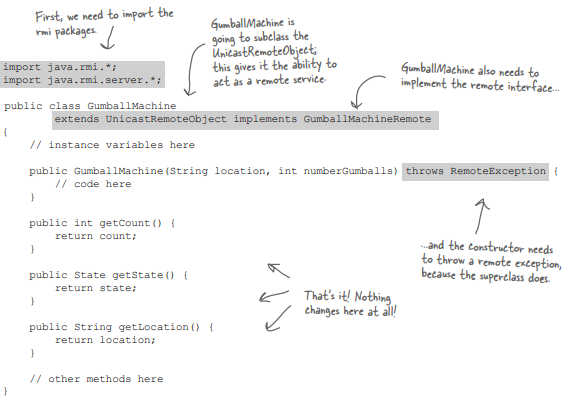 First, we need to import the
rmi packages.
GumballMachine is
going to subclass the
UnicastRemoteObject;
this gives it the ability to
act as a remote service.
import java.rmi.*;
import java.rmi.server.*;
GumballMachine also needs to
implement the remote interface...
public class GumballMachine
extends UnicastRemoteObject implements GumballMachineRemote
{
// instance variables here
public GumballMachine(String location, int numberGumballs) throws RemoteException {
// code here
}
public int getCount() {
return count;
}
...and the constructor needs
to throw a remote exception,
because the superclass does.
public State getState() {
return state;
}
That's it! Nothing
changes here at all!
public String getLocation() {
return location;
}
// other methods here
}